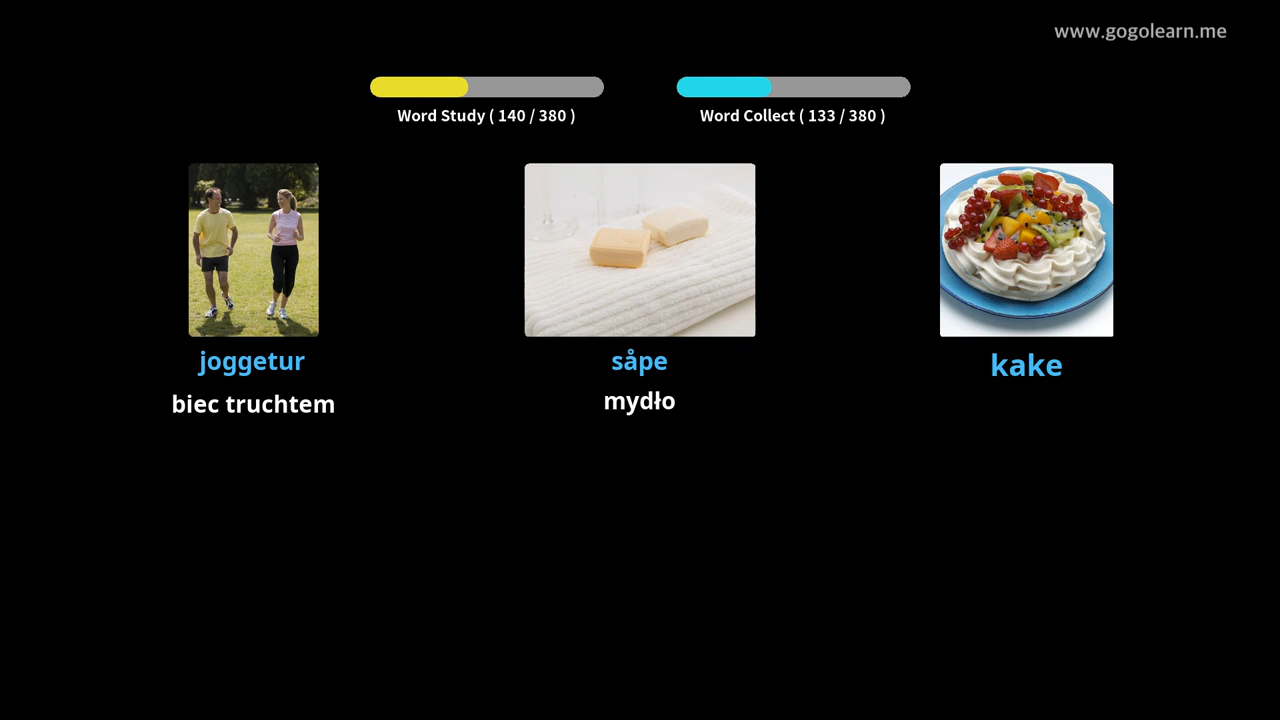 www.gogolearn.me
Word Study ( 140 / 380 )
Word Collect ( 133 / 380 )
joggetur
biec truchtem
såpe
mydło
kake